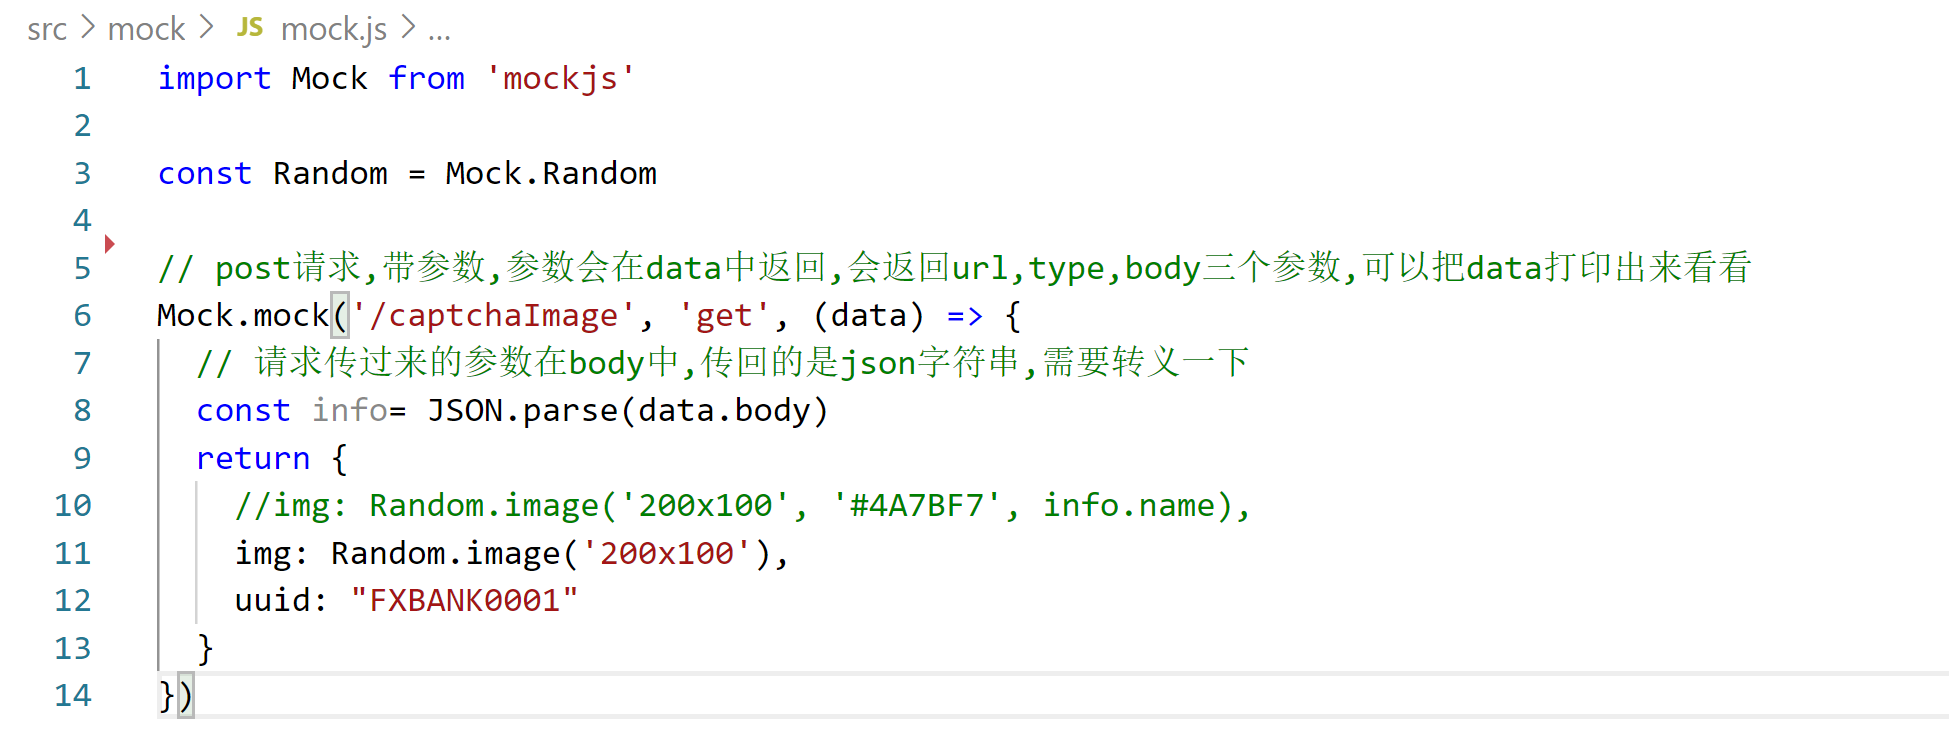 src > mock > JS mock.js > ...
1 import Mock from 'mockjs'
2
3 const Random = Mock.Random
4
5 // post请求,带参数,参数会在data中返回,会返回url,type,body三个参数,可以把data打印出来看看
6 Mock.mock('/captchaImage', 'get', (data) => {
7   // 请求传过来的参数在body中,传回的是json字符串,需要转义一下
8   const info= JSON.parse(data.body)
9   return {
10     //img: Random.image('200x100', '#4A7BF7', info.name),
11     img: Random.image('200x100'),
12     uuid: "FXBANK0001"
13   }
14 })